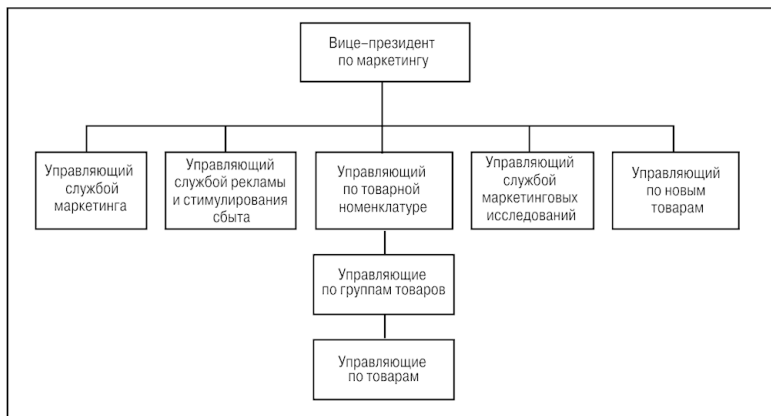 Вице–президент
по маркетингу
Управляющий
службой
маркетинга
Управляющий
службой рекламы
и стимулирования
сбыта
Управляющий
по товарной
номенклатуре
Управляющий
службой
маркетинговых
исследований
Управляющий
по новым
товарам
Управляющие
по группам товаров
Управляющие
по товарам